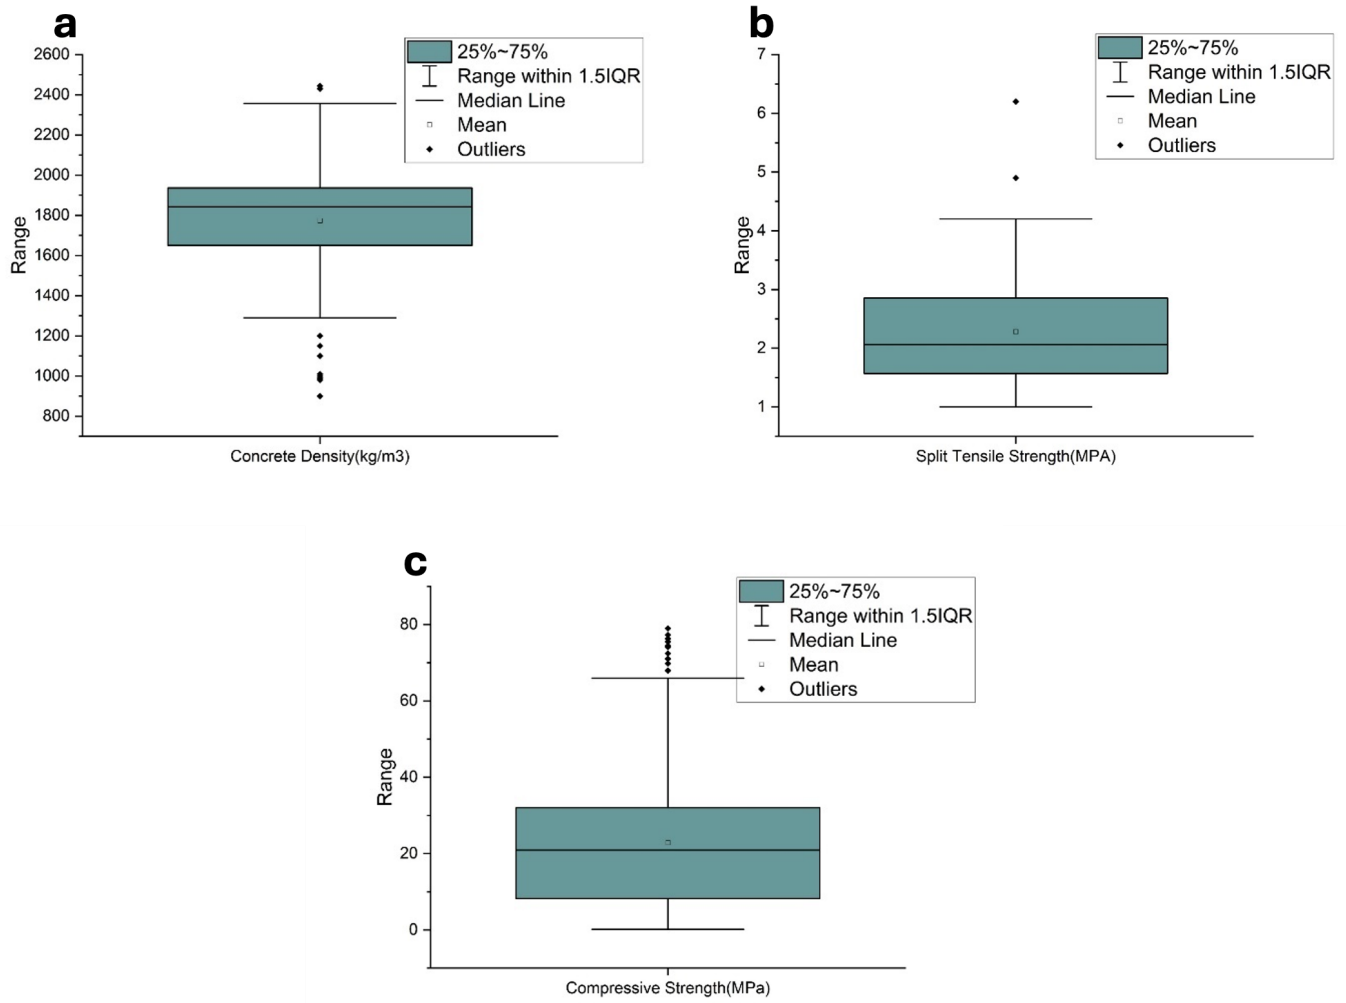 a
25%~75%
Range within 1.5IQR
Median Line
Mean
Outliers
2600
2400
2200
2000
1800
1600
1400
1200
1000
800
Range
Concrete Density(kg/m3)
b
25%~75%
Range within 1.5IQR
Median Line
Mean
Outliers
7
6
5
4
3
2
1
Range
Split Tensile Strength(MPA)
c
25%~75%
Range within 1.5IQR
Median Line
Mean
Outliers
80
60
40
20
0
Range
Compressive Strength(MPa)